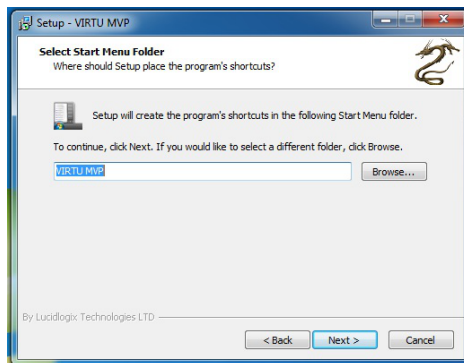 Setup - VIRTU MVP
Select Start Menu Folder
Where should Setup place the program's shortcuts?
Setup will create the program's shortcuts in the following Start Menu folder.
To continue, click Next. If you would like to select a different folder, click Browse.
VIRTU MVP
Browse...
By Lucidlogix Technologies LTD
< Back
Next >
Cancel